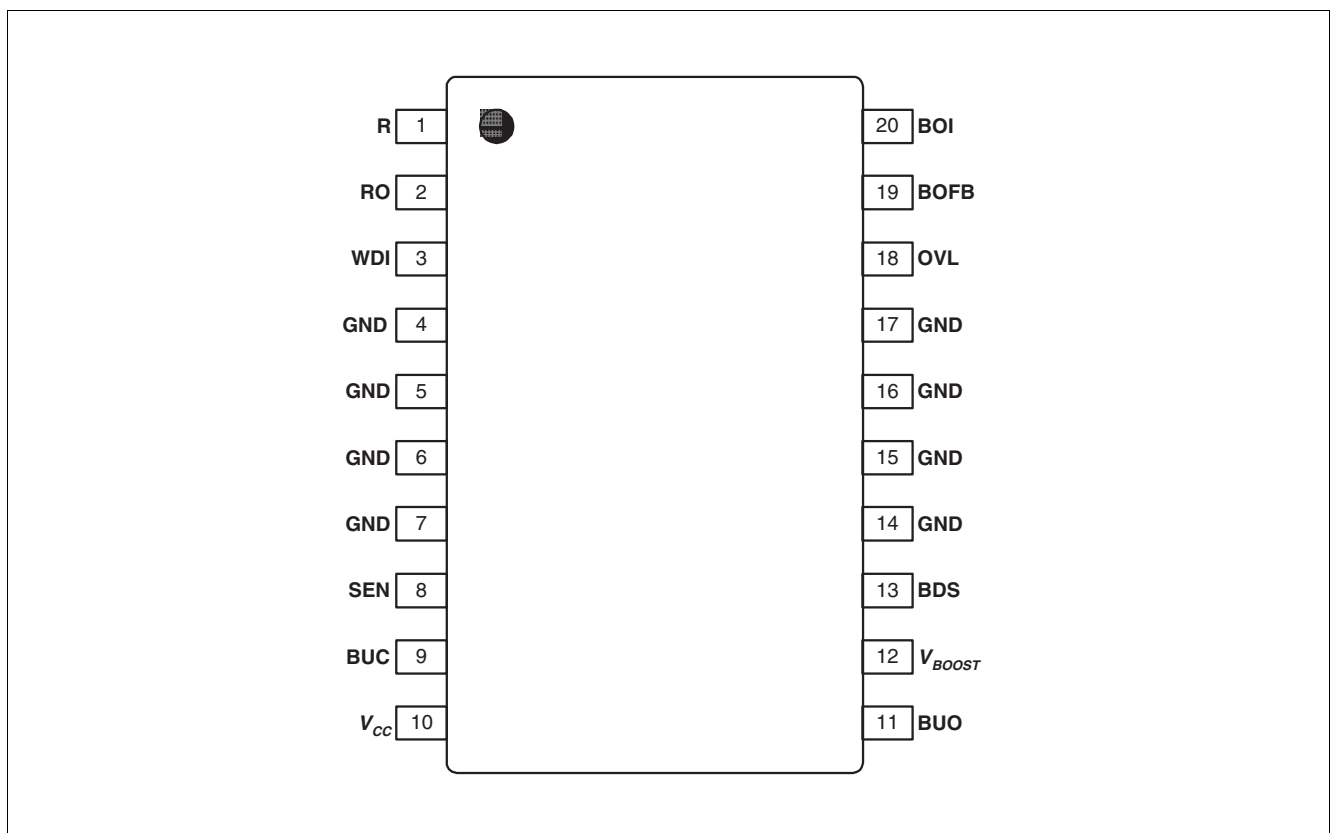 R 1 20 BOI
RO 2 19 BOFB
WDI 3 18 OVL
GND 4 17 GND
GND 5 16 GND
GND 6 15 GND
GND 7 14 GND
SEN 8 13 BDS
BUC 9 12 VBOOST
VCC 10 11 BUO